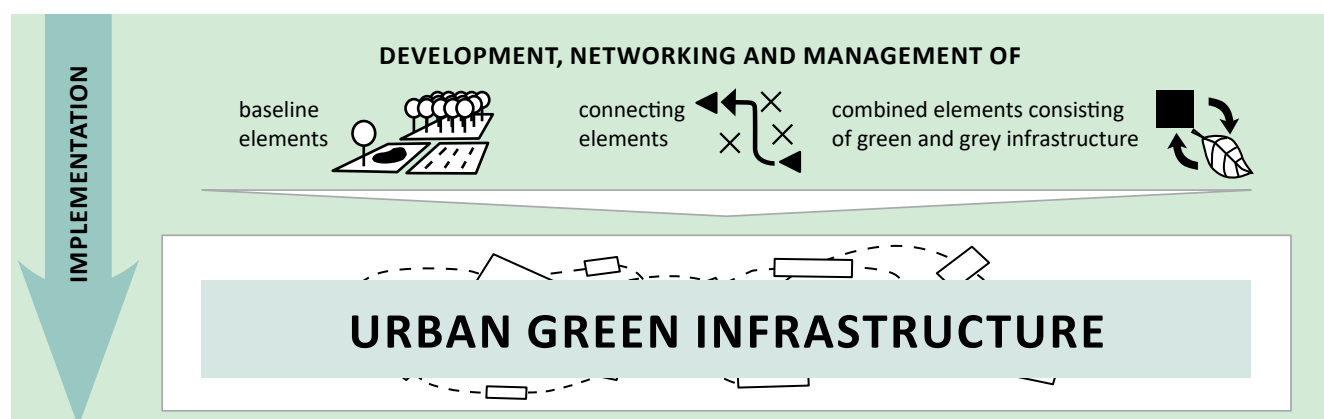 IMPLEMENTATION
DEVELOPMENT, NETWORKING AND MANAGEMENT OF
baseline
elements
connecting
elements
combined elements consisting
of green and grey infrastructure
URBAN GREEN INFRASTRUCTURE